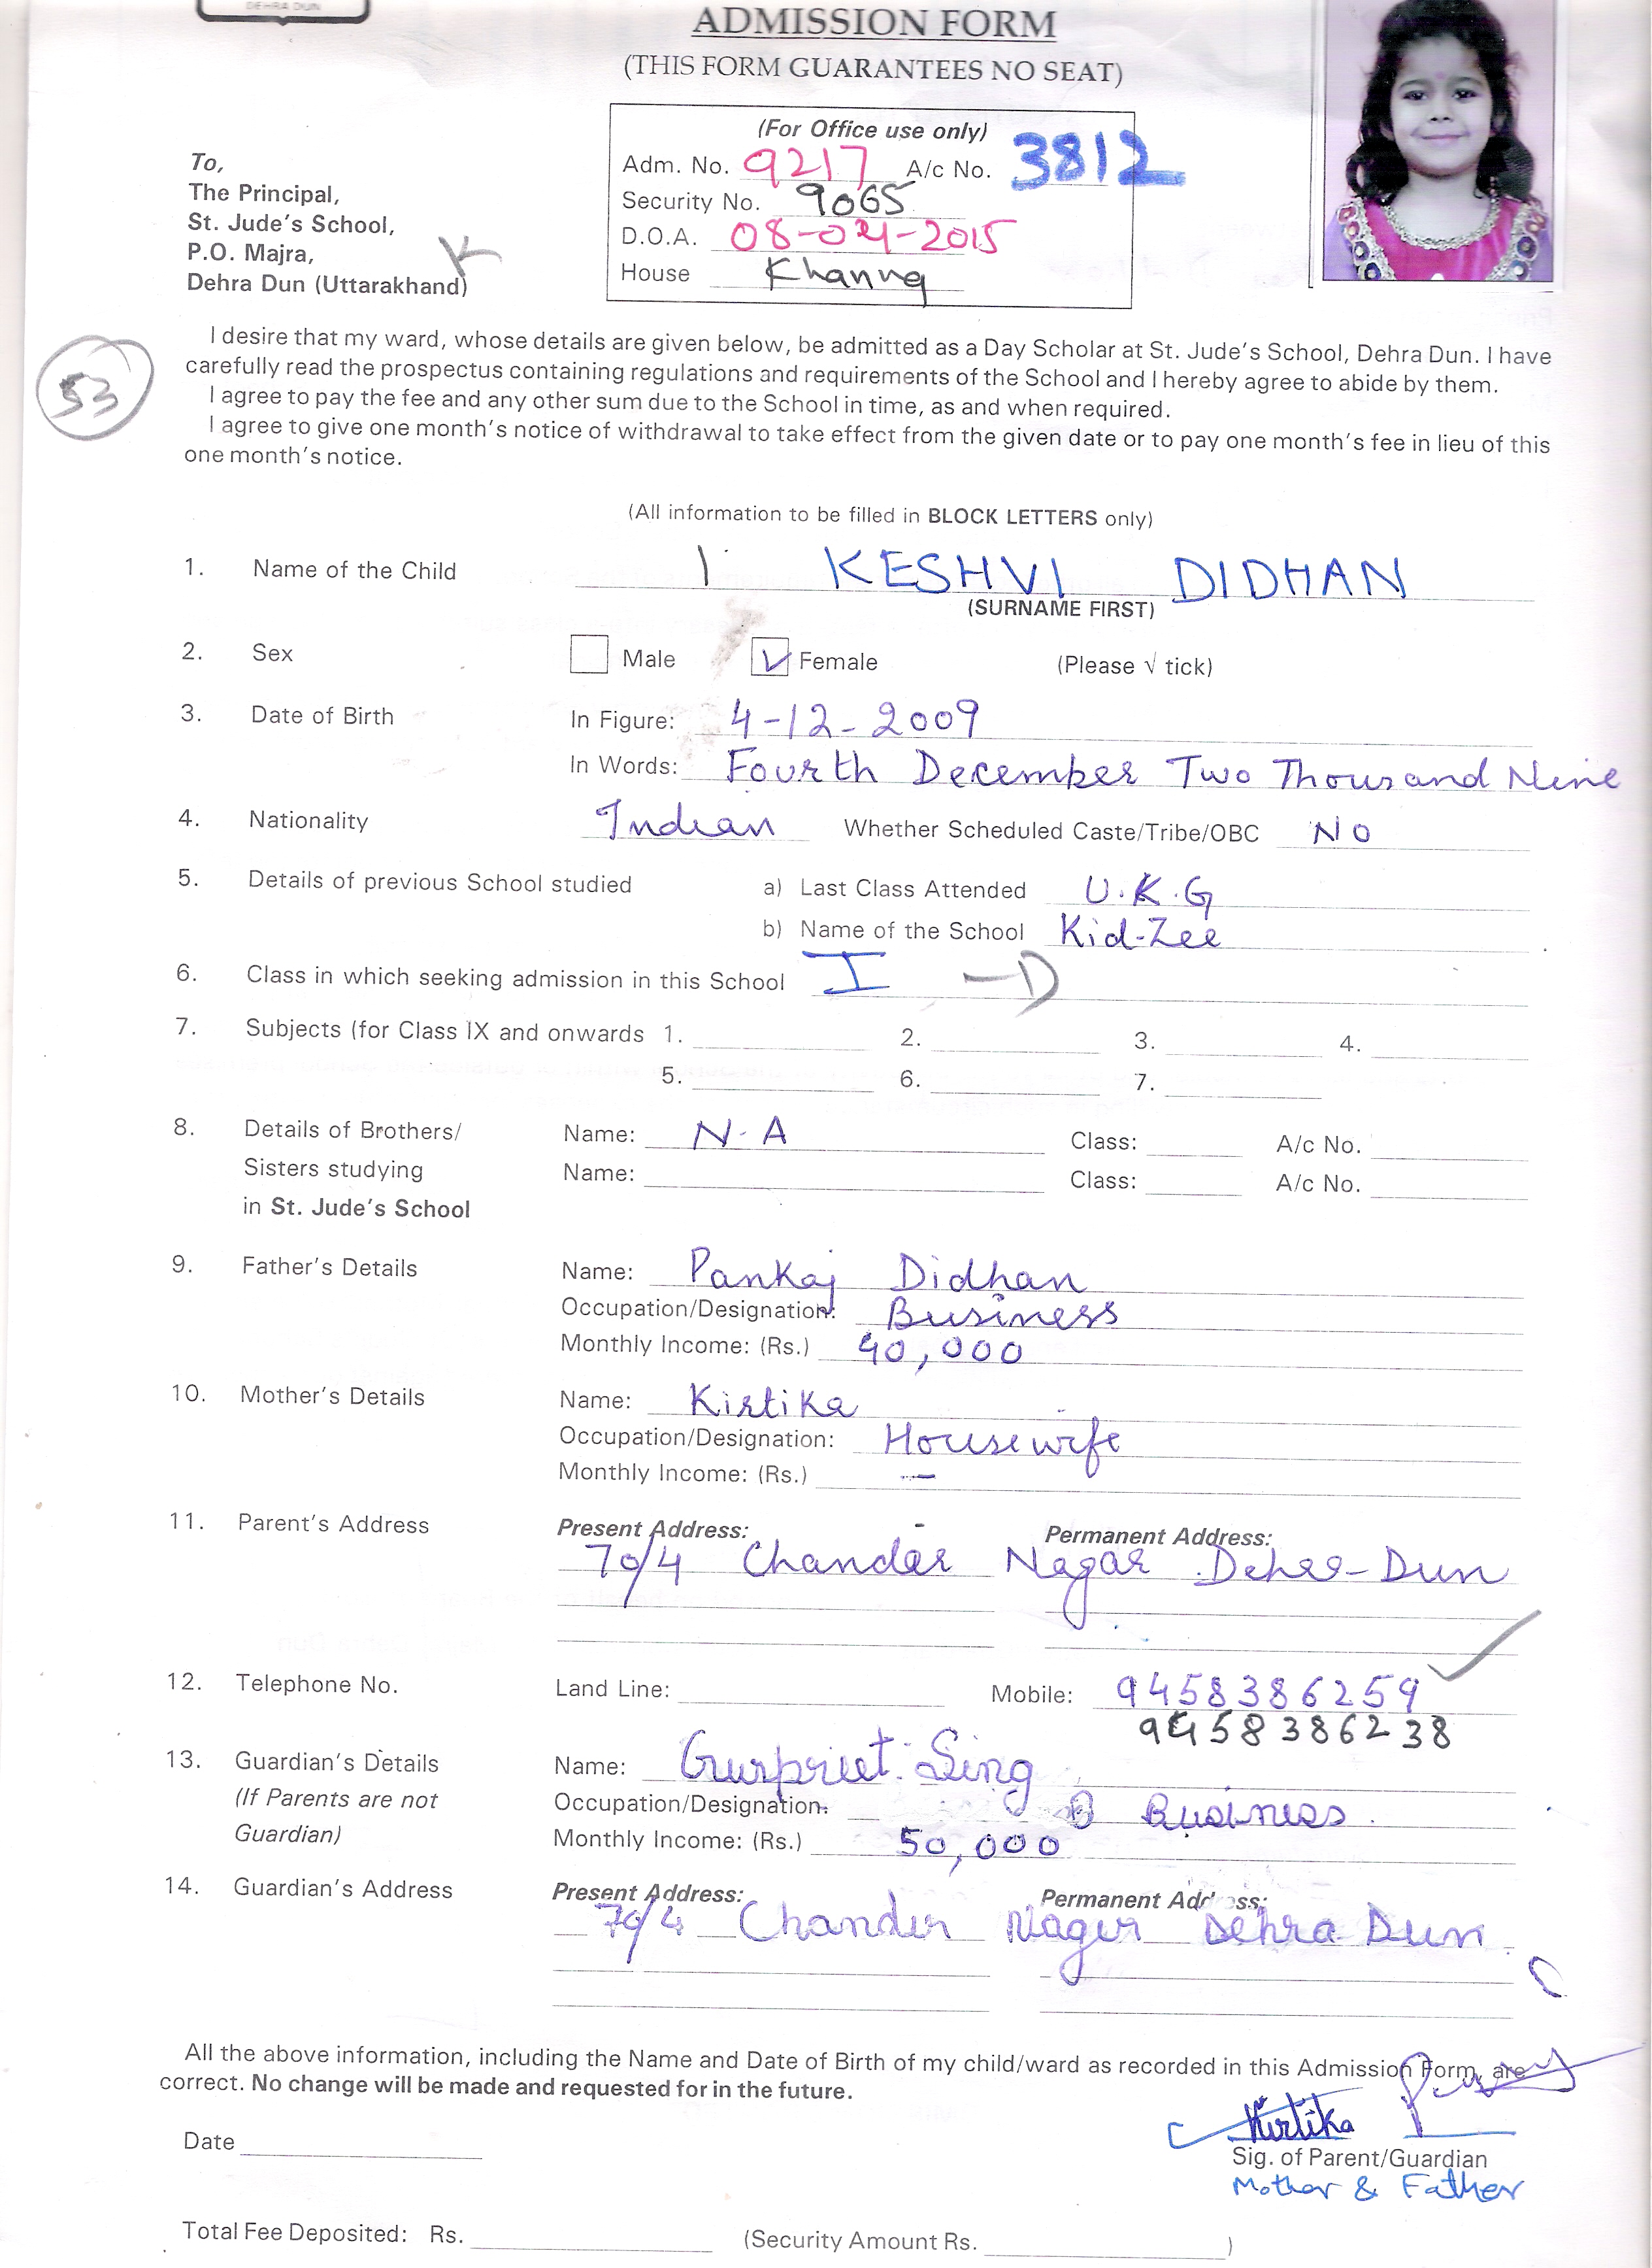 DEHRA DUN
ADMISSION FORM
(THIS FORM GUARANTEES NO SEAT)
(For Office use only)
Adm. No. 9217 A/c No. 3812
Security No. 9065
D.O.A. 08-04-2015
House Khanna
To,
The Principal,
St. Jude's School,
P.O. Majra,
Dehra Dun (Uttarakhand)
K
53
I desire that my ward, whose details are given below, be admitted as a Day Scholar at St. Jude's School, Dehra Dun. I have
carefully read the prospectus containing regulations and requirements of the School and I hereby agree to abide by them.
I agree to pay the fee and any other sum due to the School in time, as and when required.
I agree to give one month's notice of withdrawal to take effect from the given date or to pay one month's fee in lieu of this
one month's notice.
(All information to be filled in BLOCK LETTERS only)
1. Name of the Child KESHVI DIDHAN
(SURNAME FIRST)
2. Sex Male Female (Please √ tick)
3. Date of Birth In Figure: 4-12-2009
In Words: Fourth December Two Thousand Nine
4. Nationality Indian Whether Scheduled Caste/Tribe/OBC No
5. Details of previous School studied a) Last Class Attended U.K.G
b) Name of the School Kid-Zee
6. Class in which seeking admission in this School I - D
7. Subjects (for Class IX and onwards 1. 2. 3. 4.
5. 6. 7.
8. Details of Brothers/ Name: N-A Class: A/c No.
Sisters studying Name: Class: A/c No.
in St. Jude's School
9. Father's Details Name: Pankaj Didhan
Occupation/Designation: Business
Monthly Income: (Rs.) 40,000
10. Mother's Details Name: Kirtika
Occupation/Designation: Housewife
Monthly Income: (Rs.) -
11. Parent's Address Present Address: Permanent Address:
70/4 Chander Nagar Dehra-Dun
12. Telephone No. Land Line: Mobile: 9458386259
9458386238
13. Guardian's Details Name: Gurpreet Sing
(If Parents are not Occupation/Designation: Business
Guardian) Monthly Income: (Rs.) 50,000
14. Guardian's Address Present Address: Permanent Address:
70/4 Chander Nagar Dehra Dun
All the above information, including the Name and Date of Birth of my child/ward as recorded in this Admission Form, are
correct. No change will be made and requested for in the future.
Kirtika
Date
Sig. of Parent/Guardian
Mother & Father
Total Fee Deposited: Rs. (Security Amount Rs. )